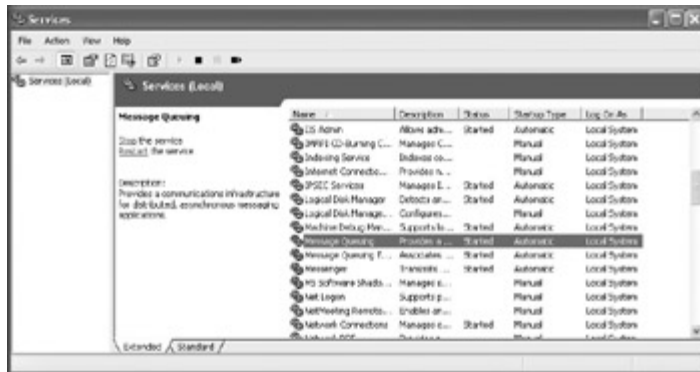 Services
File Action View Help
Services (Local)
Services (Local)
Message Queuing
Stop the service
Restart the service
Description:
Provides a communications infrastructure
for distributed, asynchronous messaging
applications.
Name Description Status Startup Type Log On As
IIS Admin Allows adm... Started Automatic Local System
IMAPI CD-Burning C... Manages C... Manual Local System
Indexing Service Indexes co... Manual Local System
Internet Connectio... Provides n... Manual Local System
IPSEC Services Manages I... Started Automatic Local System
Logical Disk Manager Detects an... Started Automatic Local System
Logical Disk Manage... Configures... Manual Local System
Machine Debug Man... Supports lo... Started Automatic Local System
Message Queuing Provides a ... Started Automatic Local System
Message Queuing T... Associates ... Started Automatic Local System
Messenger Transmits ... Started Automatic Local System
MS Software Shado... Manages s... Manual Local System
Net Logon Supports p... Manual Local System
NetMeeting Remote... Enables an... Manual Local System
Network Connections Manages o... Started Manual Local System
Extended Standard